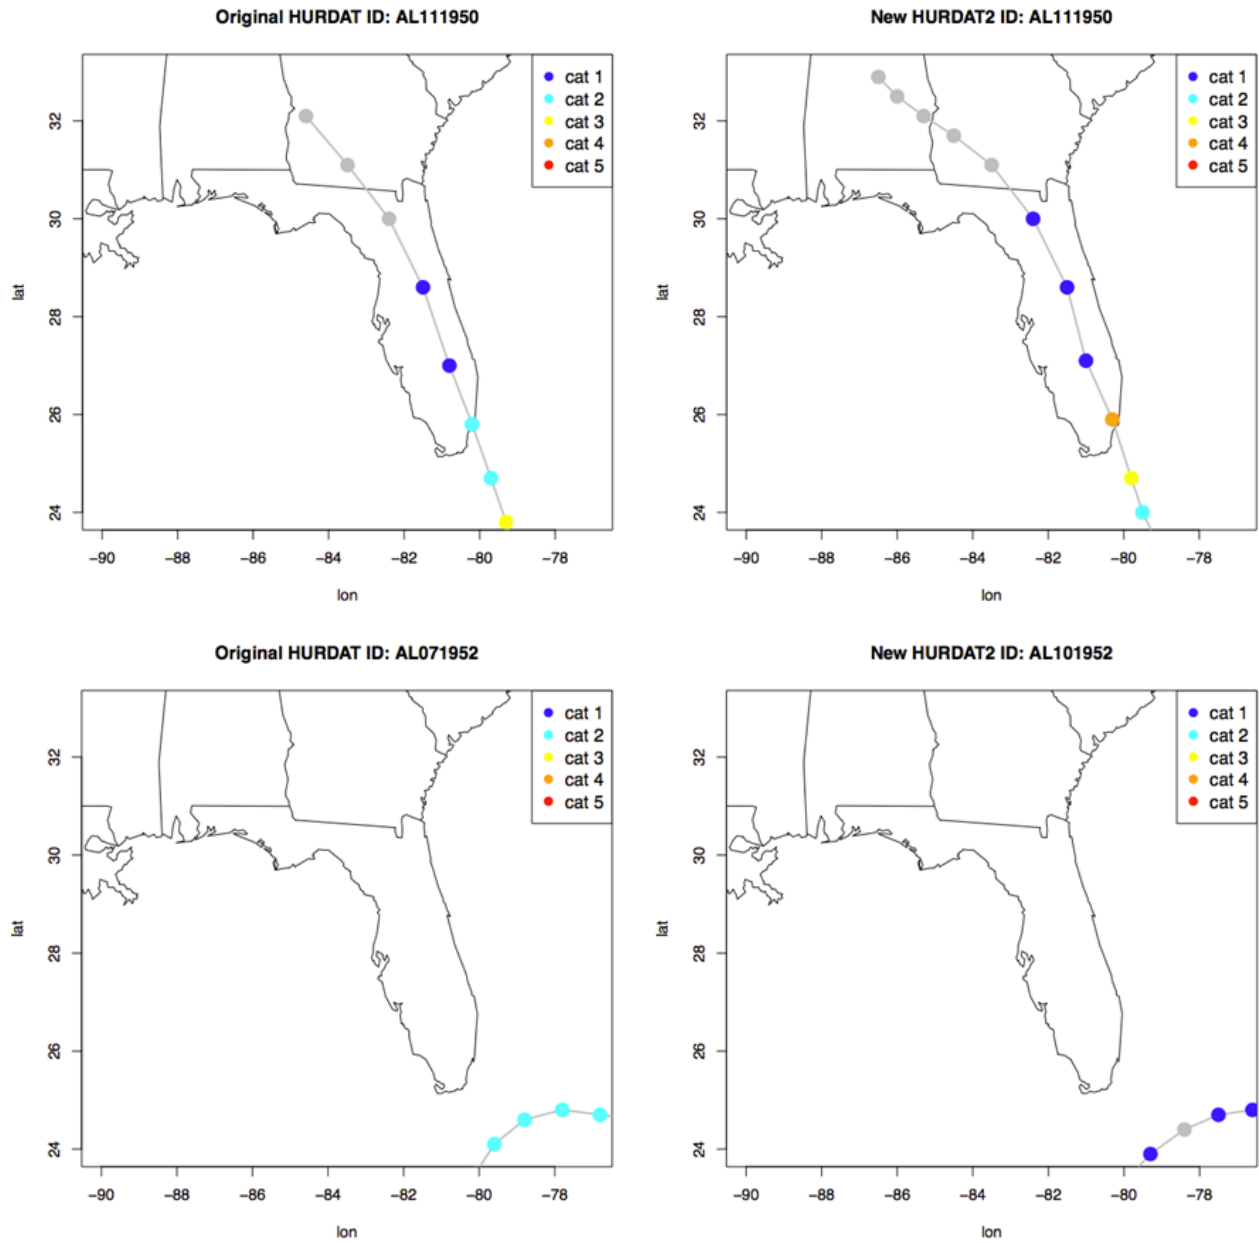 Original HURDAT ID: AL111950
cat 1
cat 2
cat 3
cat 4
cat 5
32
30
28
26
24
lat
−90 −88 −86 −84 −82 −80 −78
lon
New HURDAT2 ID: AL111950
cat 1
cat 2
cat 3
cat 4
cat 5
32
30
28
26
24
lat
−90 −88 −86 −84 −82 −80 −78
lon
Original HURDAT ID: AL071952
cat 1
cat 2
cat 3
cat 4
cat 5
32
30
28
26
24
lat
−90 −88 −86 −84 −82 −80 −78
lon
New HURDAT2 ID: AL101952
cat 1
cat 2
cat 3
cat 4
cat 5
32
30
28
26
24
lat
−90 −88 −86 −84 −82 −80 −78
lon